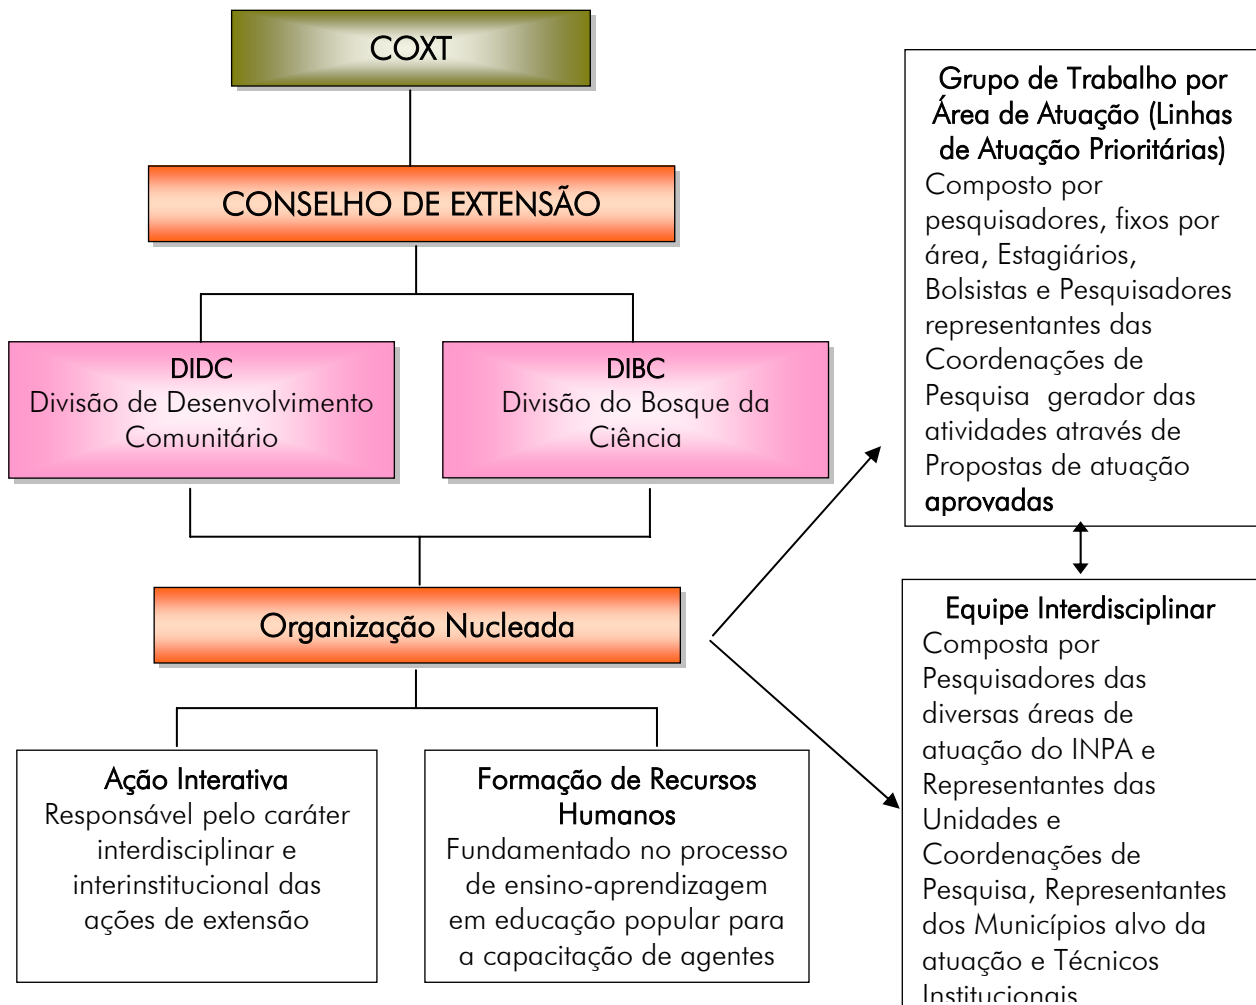 COXT
CONSELHO DE EXTENSÃO
DIDC
Divisão de Desenvolvimento
Comunitário
DIBC
Divisão do Bosque da
Ciência
Organização Nucleada
Ação Interativa
Responsável pelo caráter
interdisciplinar e
interinstitucional das
ações de extensão
Formação de Recursos
Humanos
Fundamentado no processo
de ensino-aprendizagem
em educação popular para
a capacitação de agentes
Grupo de Trabalho por
Área de Atuação (Linhas
de Atuação Prioritárias)
Composto por
pesquisadores, fixos por
área, Estagiários,
Bolsistas e Pesquisadores
representantes das
Coordenações de
Pesquisa gerador das
atividades através de
Propostas de atuação
aprovadas
Equipe Interdisciplinar
Composta por
Pesquisadores das
diversas áreas de
atuação do INPA e
Representantes das
Unidades e
Coordenações de
Pesquisa, Representantes
dos Municípios alvo da
atuação e Técnicos
Institucionais